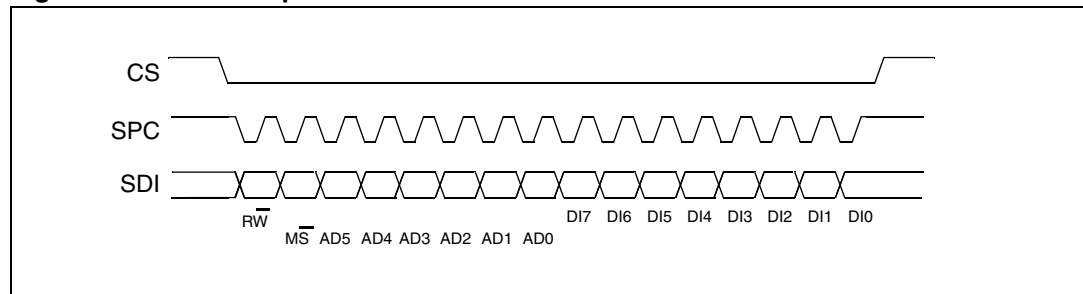 CS
SPC
SDI
RW̅ DI7 DI6 DI5 DI4 DI3 DI2 DI1 DI0
MS̅ AD5 AD4 AD3 AD2 AD1 AD0